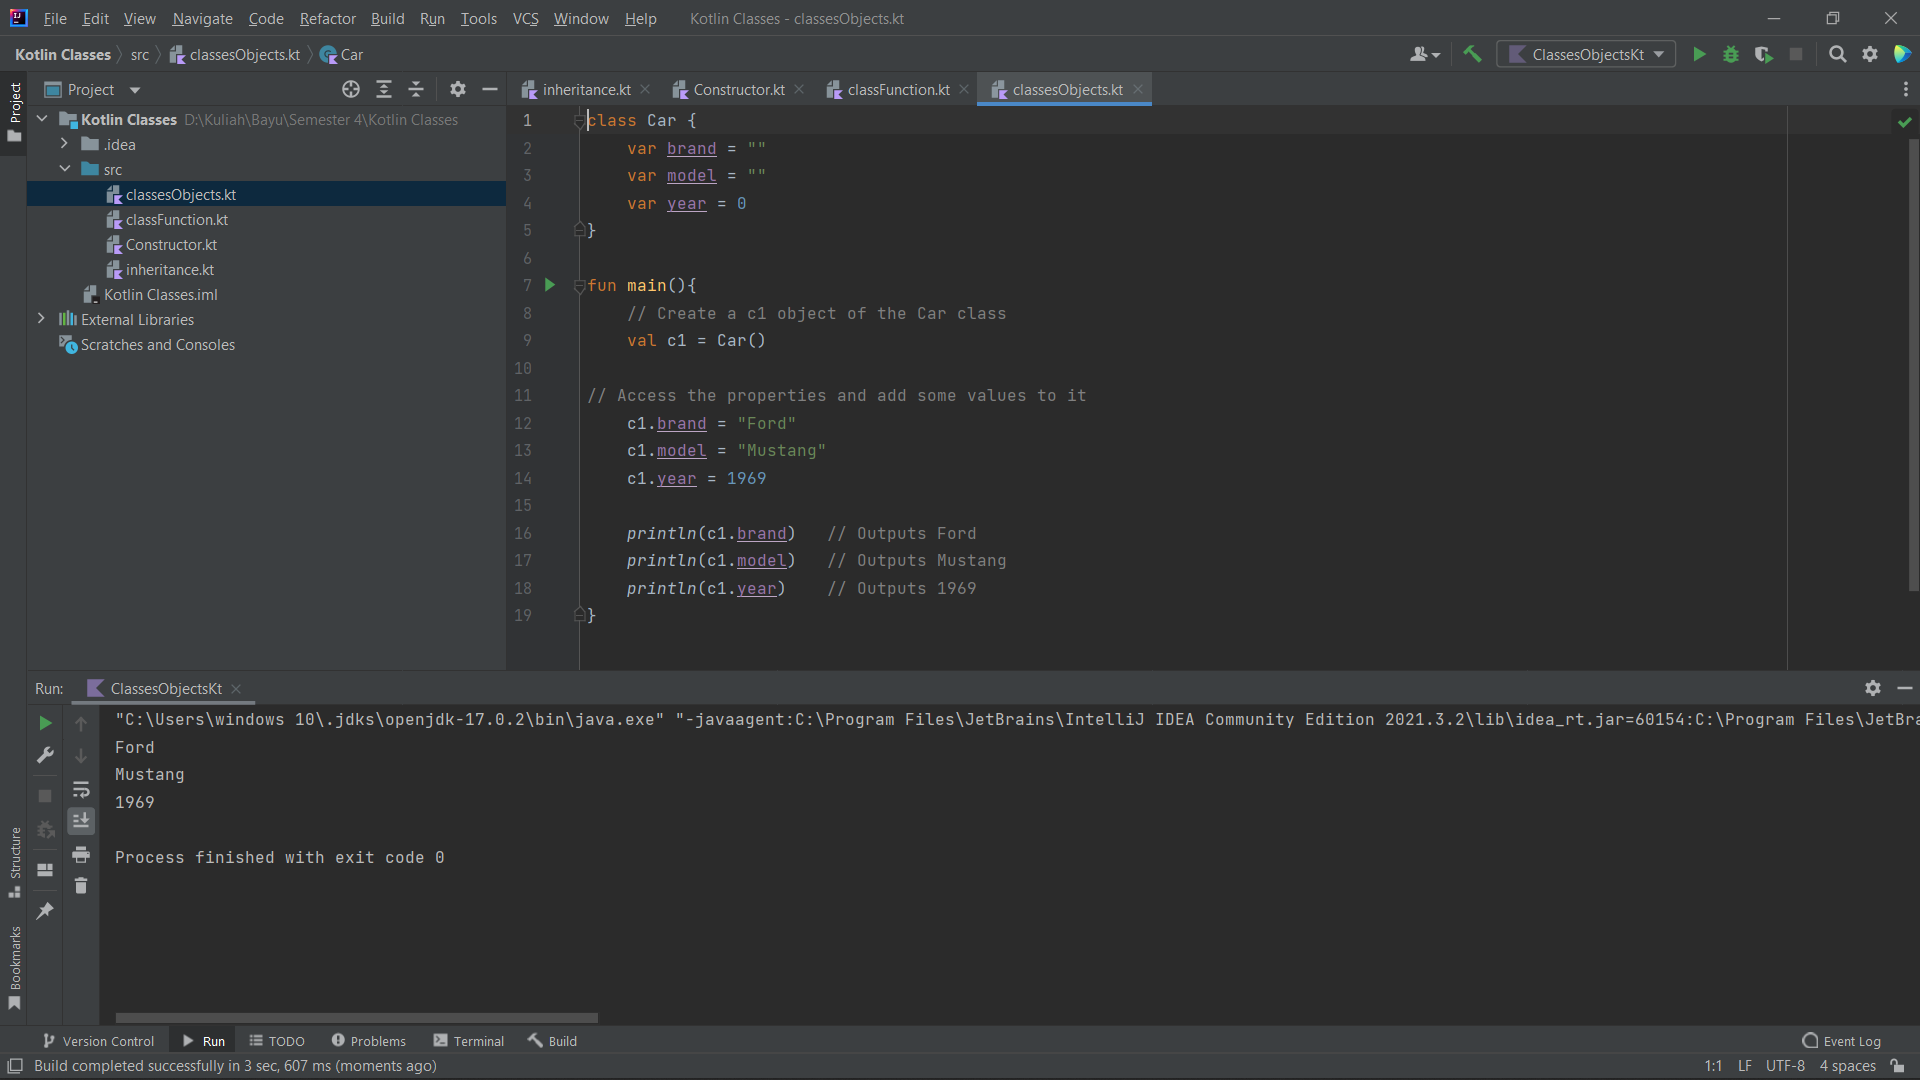 File Edit View Navigate Code Refactor Build Run Tools VCS Window Help Kotlin Classes - classesObjects.kt
Kotlin Classes src classesObjects.kt Car ClassesObjectsKt
Project inheritance.kt Constructor.kt classFunction.kt classesObjects.kt
Project
Kotlin Classes D:\Kuliah\Bayu\Semester 4\Kotlin Classes
.idea
src
classesObjects.kt
classFunction.kt
Constructor.kt
inheritance.kt
Kotlin Classes.iml
External Libraries
Scratches and Consoles
1 class Car {
2 var brand = ""
3 var model = ""
4 var year = 0
5 }
6
7 fun main(){
8 // Create a c1 object of the Car class
9 val c1 = Car()
10
11 // Access the properties and add some values to it
12 c1.brand = "Ford"
13 c1.model = "Mustang"
14 c1.year = 1969
15
16 println(c1.brand) // Outputs Ford
17 println(c1.model) // Outputs Mustang
18 println(c1.year) // Outputs 1969
19 }
Run: ClassesObjectsKt
"C:\Users\windows 10\.jdks\openjdk-17.0.2\bin\java.exe" "-javaagent:C:\Program Files\JetBrains\IntelliJ IDEA Community Edition 2021.3.2\lib\idea_rt.jar=60154:C:\Program Files\JetBra
Ford
Mustang
1969
Process finished with exit code 0
Structure
Bookmarks
Version Control Run TODO Problems Terminal Build Event Log
Build completed successfully in 3 sec, 607 ms (moments ago) 1:1 LF UTF-8 4 spaces